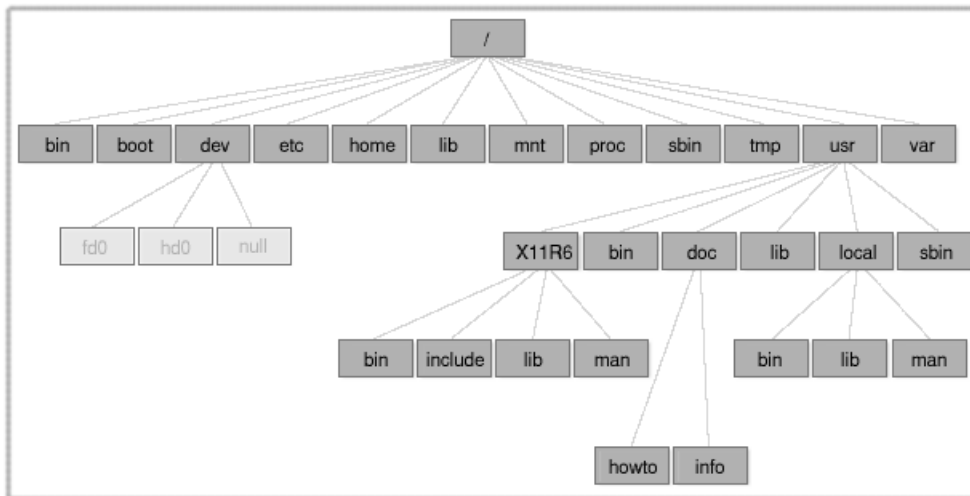 /
bin boot dev etc home lib mnt proc sbin tmp usr var
fd0 hd0 null
X11R6 bin doc lib local sbin
bin include lib man bin lib man
howto info